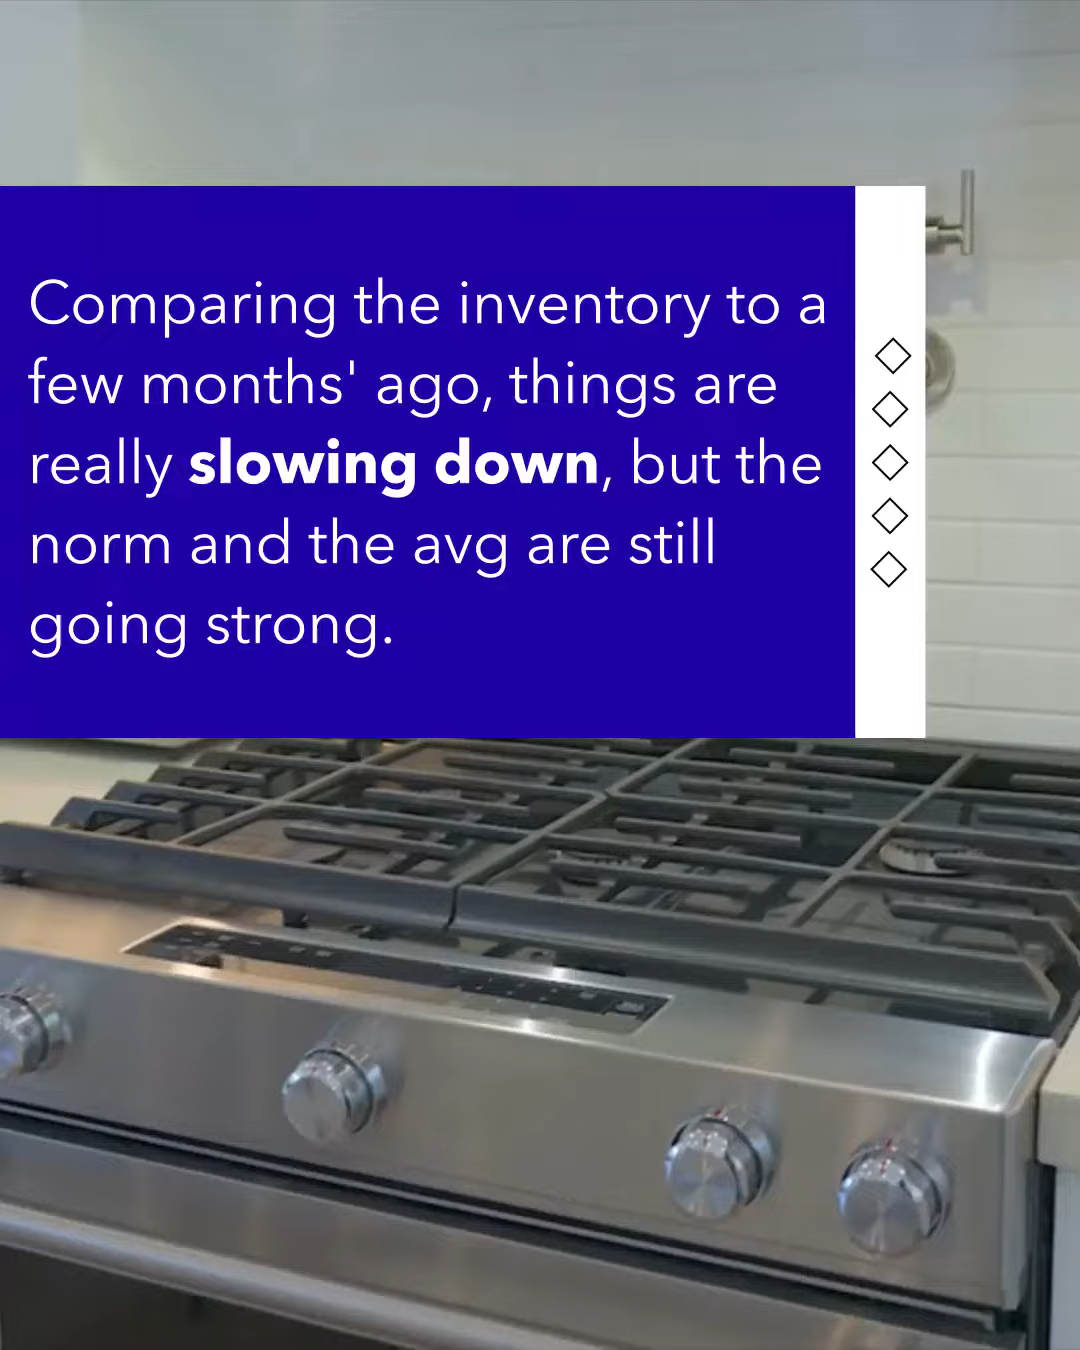 Comparing the inventory to a
few months' ago, things are
really slowing down, but the
norm and the avg are still
going strong.